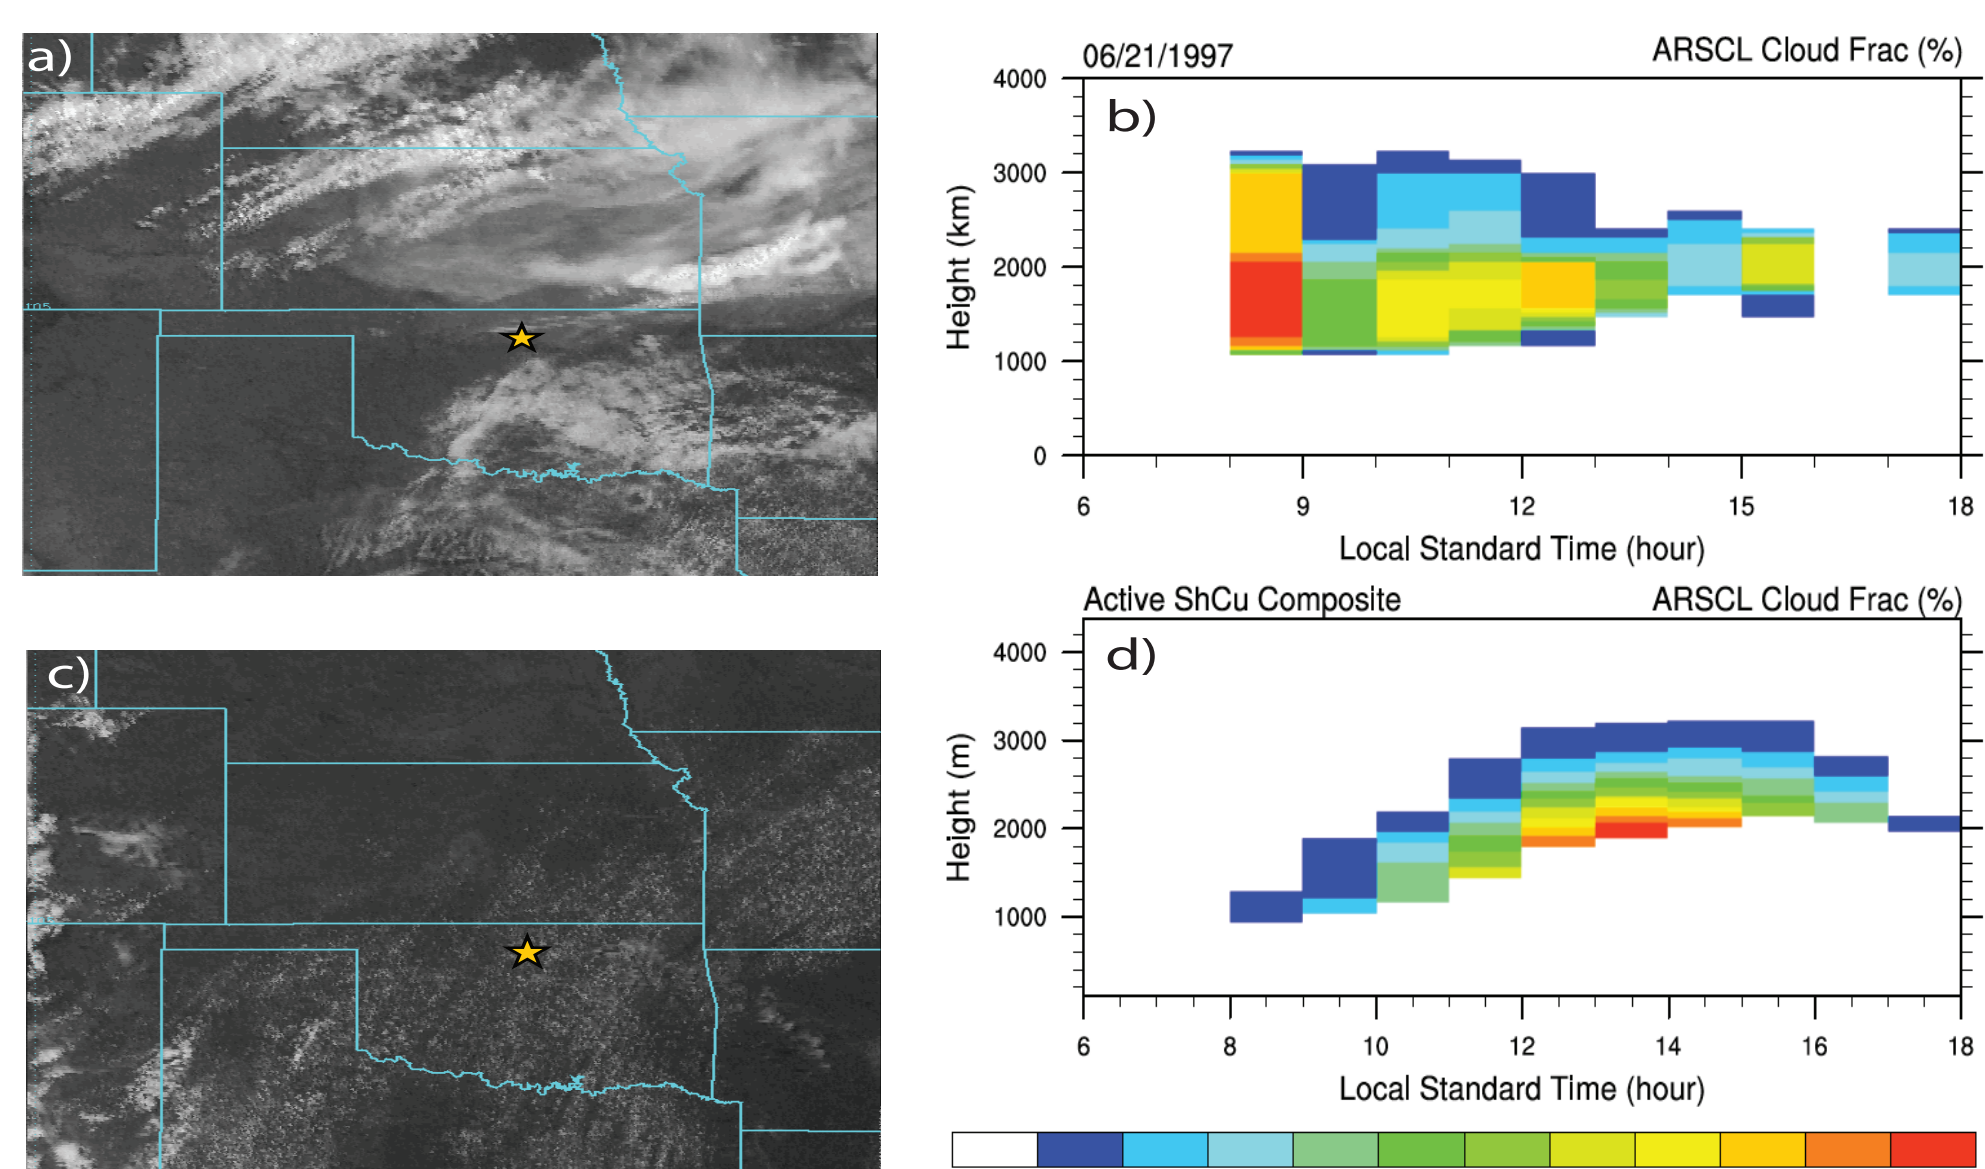 a)
105
06/21/1997 ARSCL Cloud Frac (%)
b)
4000
3000
2000
1000
0
Height (km)
6 9 12 15 18
Local Standard Time (hour)
c)
Active ShCu Composite ARSCL Cloud Frac (%)
d)
4000
3000
2000
1000
Height (m)
6 8 10 12 14 16 18
Local Standard Time (hour)